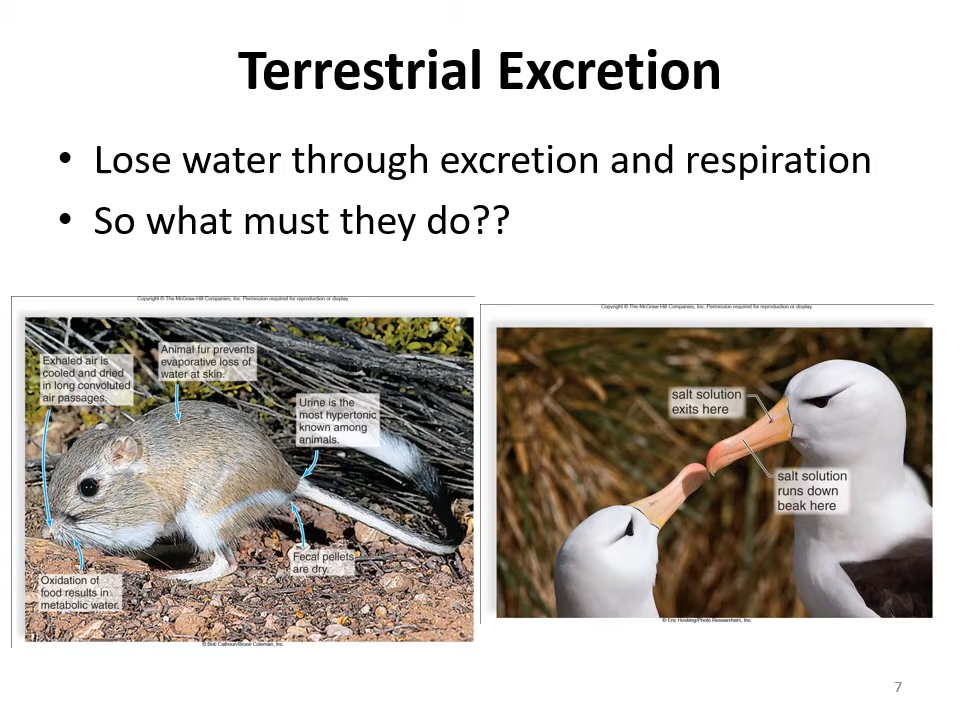 Terrestrial Excretion
• Lose water through excretion and respiration
• So what must they do??
Copyright © The McGraw-Hill Companies, Inc. Permission required for reproduction or display.
Exhaled air is
cooled and dried
in long convoluted
air passages.
Animal fur prevents
evaporative loss of
water at skin.
Urine is the
most hypertonic
known among
animals.
Fecal pellets
are dry.
Oxidation of
food results in
metabolic water.
© Bob Calhoun/Bruce Coleman, Inc.
Copyright © The McGraw-Hill Companies, Inc. Permission required for reproduction or display
salt solution
exits here
salt solution
runs down
beak here
© Eric Hosking/Photo Researchers, Inc.
7